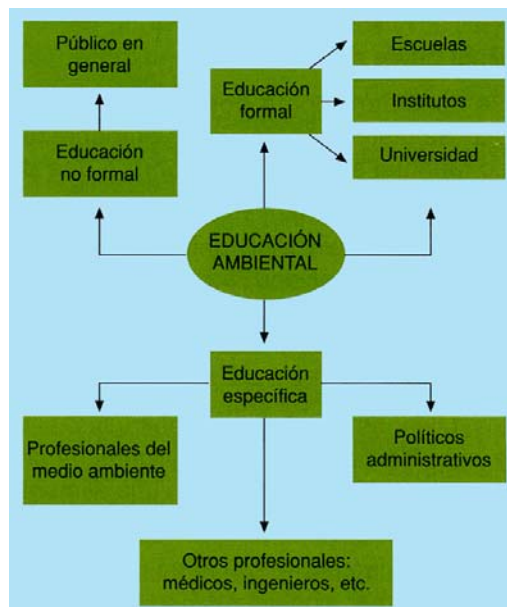 Público en
general
Educación
no formal
Educación
formal
Escuelas
Institutos
Universidad
EDUCACIÓN
AMBIENTAL
Educación
específica
Profesionales del
medio ambiente
Políticos
administrativos
Otros profesionales:
médicos, ingenieros, etc.